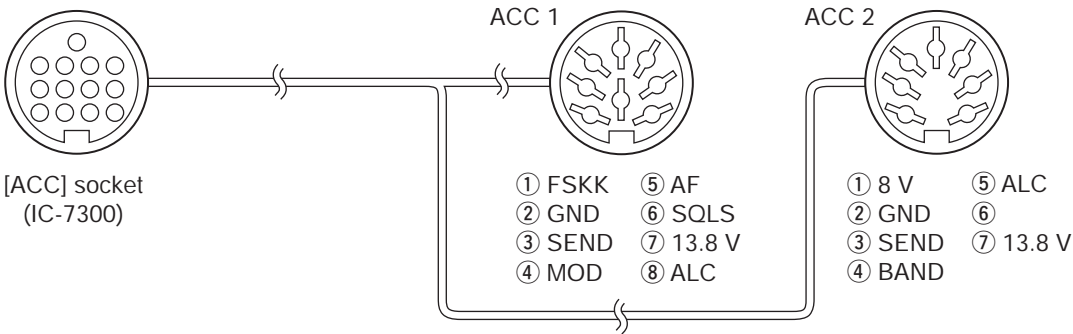 ACC 1
ACC 2
[ACC] socket
(IC-7300)
① FSKK ⑤ AF
② GND ⑥ SQLS
③ SEND ⑦ 13.8 V
④ MOD ⑧ ALC
① 8 V ⑤ ALC
② GND ⑥
③ SEND ⑦ 13.8 V
④ BAND